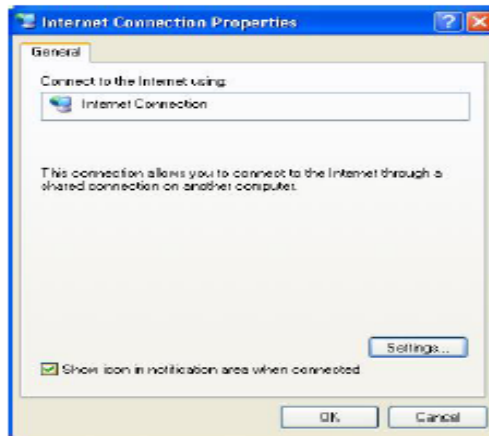 Internet Connection Properties
General
Connect to the Internet using:
Internet Connection
This connection allows you to connect to the Internet through a
shared connection on another computer.
Settings...
Show icon in notification area when connected
OK
Cancel